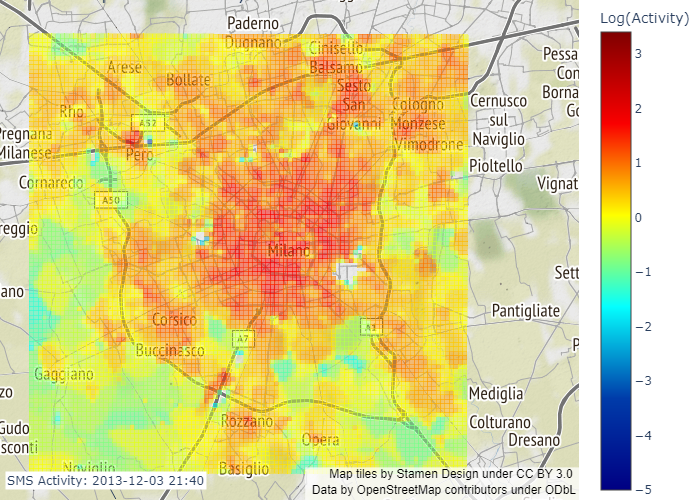 Log(Activity)
3
2
1
0
−1
−2
−3
−4
−5
Paderno
Dugnano
Cinisello
Balsamo
Arese
Bollate
Sesto
San
Giovanni
Pessa
Con
Borna
Go
Rho
A52
Cologno
Monzese
Cernusco
sul
Naviglio
Pregnana
Milanese
Pero
Vimodrone
Pioltello
Cornaredo
A50
Vignat
reggio
Milano
Sett
ano
Pantigliate
Corsico
A1
A7
Buccinasco
P
Gaggiano
zo
Mediglia
Rozzano
Colturano
Dresano
Gudo
sconti
Opera
Noviglio
Basiglio
SMS Activity: 2013-12-03 21:40
Map tiles by Stamen Design under CC BY 3.0
Data by OpenStreetMap contributors under ODbL